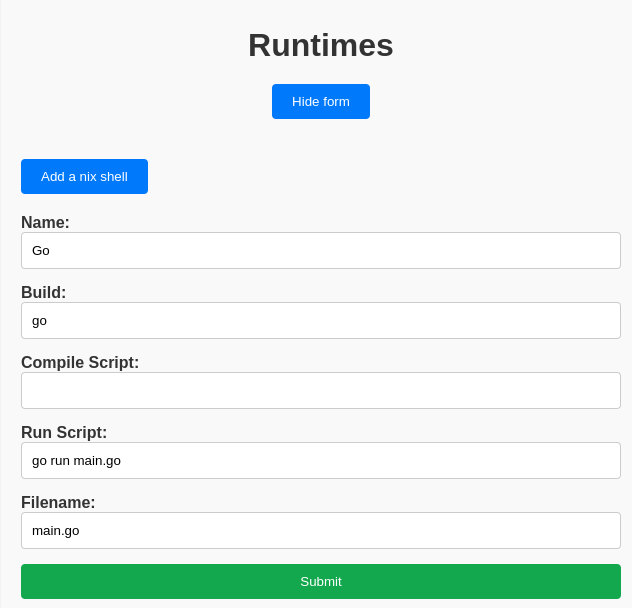 Runtimes
Hide form
Add a nix shell
Name:
Go
Build:
go
Compile Script:
Run Script:
go run main.go
Filename:
main.go
Submit